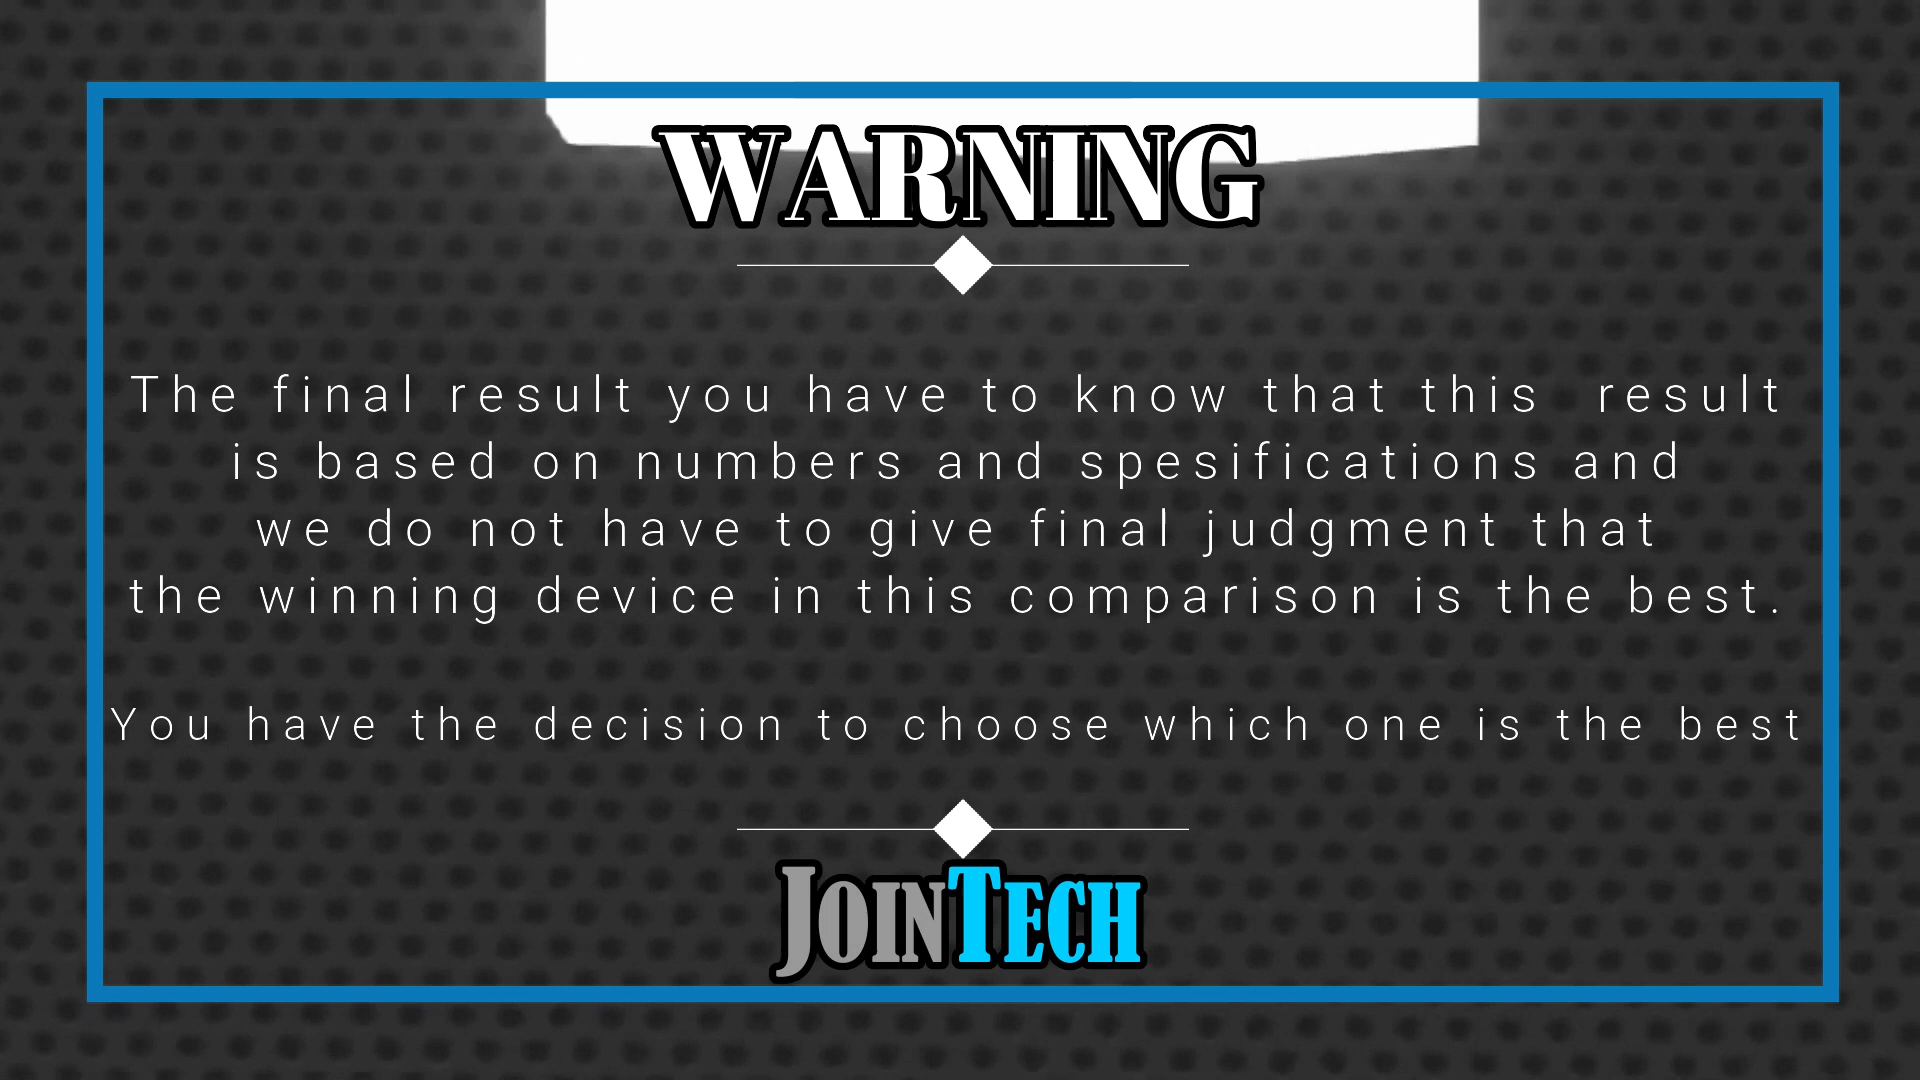 WARNING
The final result you have to know that this result
is based on numbers and spesifications and
we do not have to give final judgment that
the winning device in this comparison is the best.
You have the decision to choose which one is the best
JOINTECH